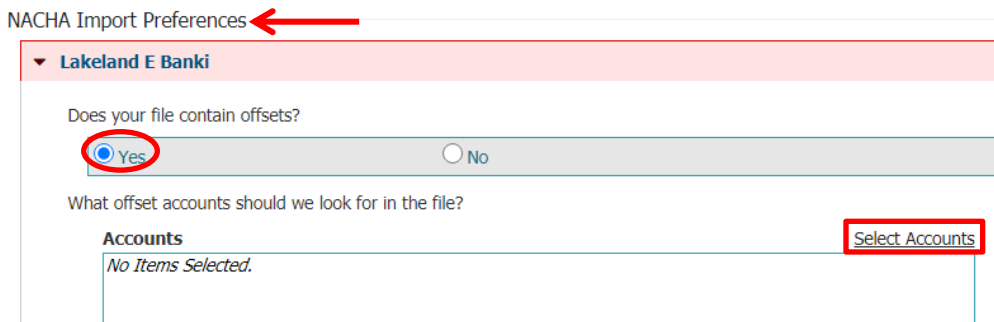 NACHA Import Preferences
Lakeland E Banki
Does your file contain offsets?
Yes No
What offset accounts should we look for in the file?
Accounts Select Accounts
No Items Selected.